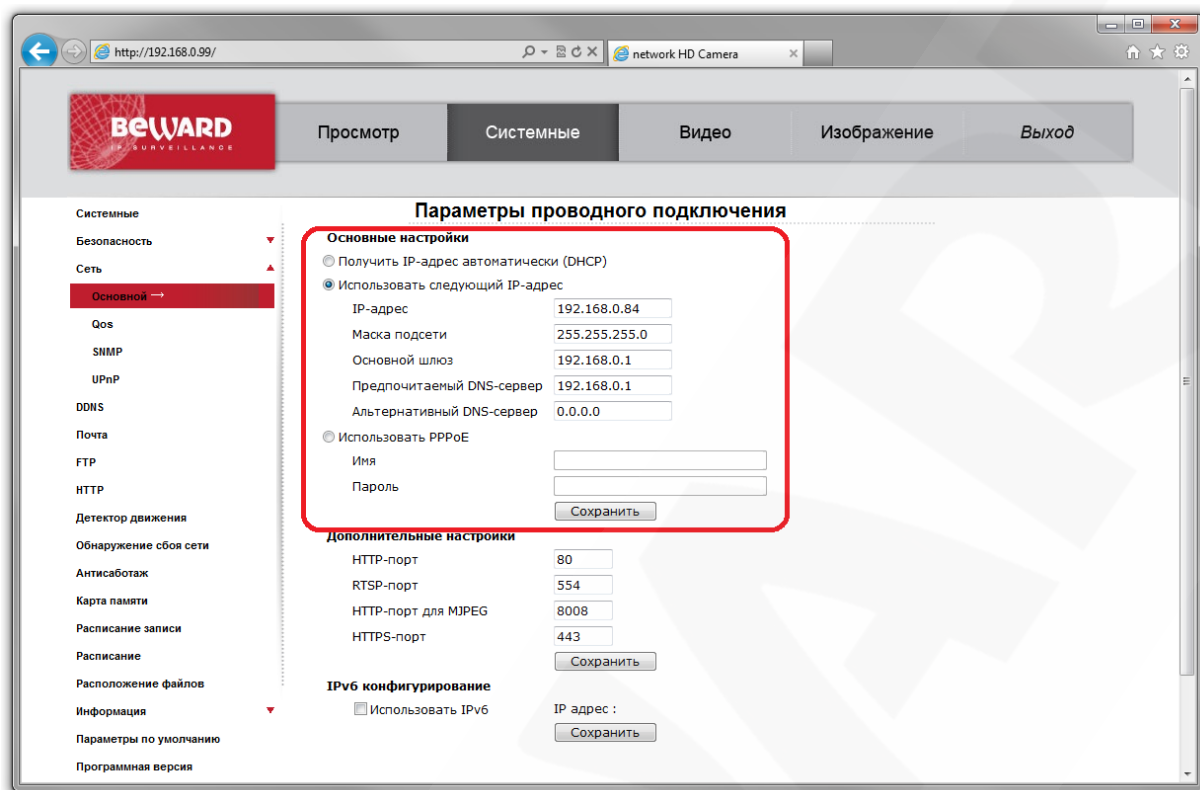 http://192.168.0.99/
network HD Camera
BEWARD
IP SURVEILLANCE
Просмотр
Системные
Видео
Изображение
Выход
Системные
Безопасность
Сеть
Основной →
Qos
SNMP
UPnP
DDNS
Почта
FTP
HTTP
Детектор движения
Обнаружение сбоя сети
Антисаботаж
Карта памяти
Расписание записи
Расписание
Расположение файлов
Информация
Параметры по умолчанию
Программная версия
Параметры проводного подключения
Основные настройки
Получить IP-адрес автоматически (DHCP)
Использовать следующий IP-адрес
IP-адрес 192.168.0.84
Маска подсети 255.255.255.0
Основной шлюз 192.168.0.1
Предпочитаемый DNS-сервер 192.168.0.1
Альтернативный DNS-сервер 0.0.0.0
Использовать PPPoE
Имя
Пароль
Сохранить
Дополнительные настройки
HTTP-порт 80
RTSP-порт 554
HTTP-порт для MJPEG 8008
HTTPS-порт 443
Сохранить
IPv6 конфигурирование
Использовать IPv6 IP адрес :
Сохранить